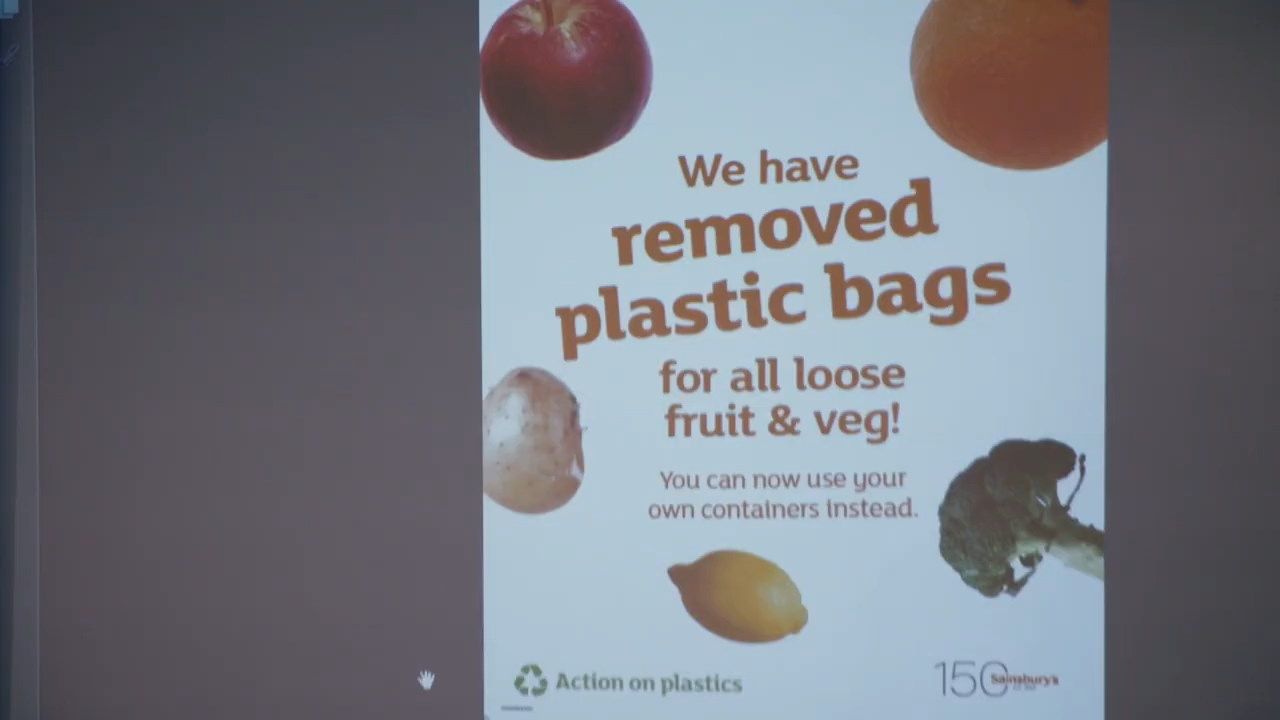 We have
removed
plastic bags
for all loose
fruit & veg!
You can now use your
own containers instead.
Action on plastics
150 Sainsbury's